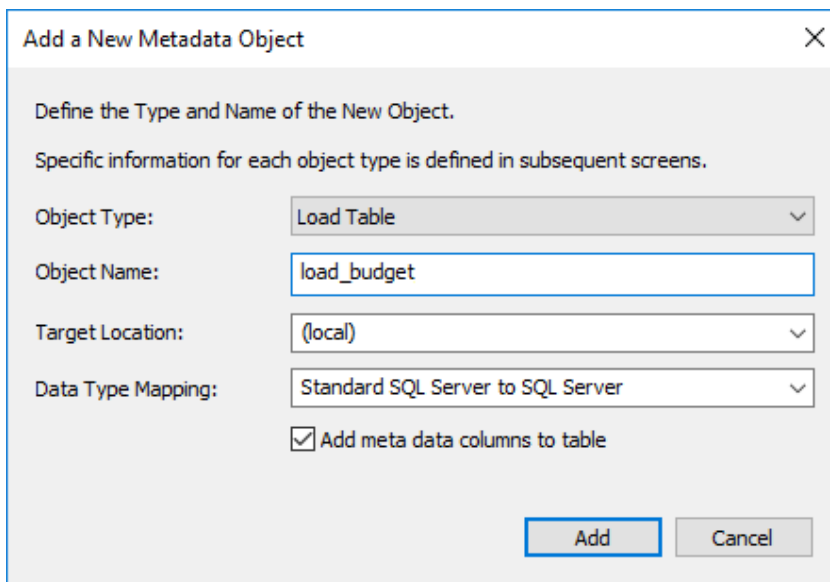 Add a New Metadata Object
Define the Type and Name of the New Object.
Specific information for each object type is defined in subsequent screens.
Object Type: Load Table
Object Name: load_budget
Target Location: (local)
Data Type Mapping: Standard SQL Server to SQL Server
Add meta data columns to table
Add Cancel